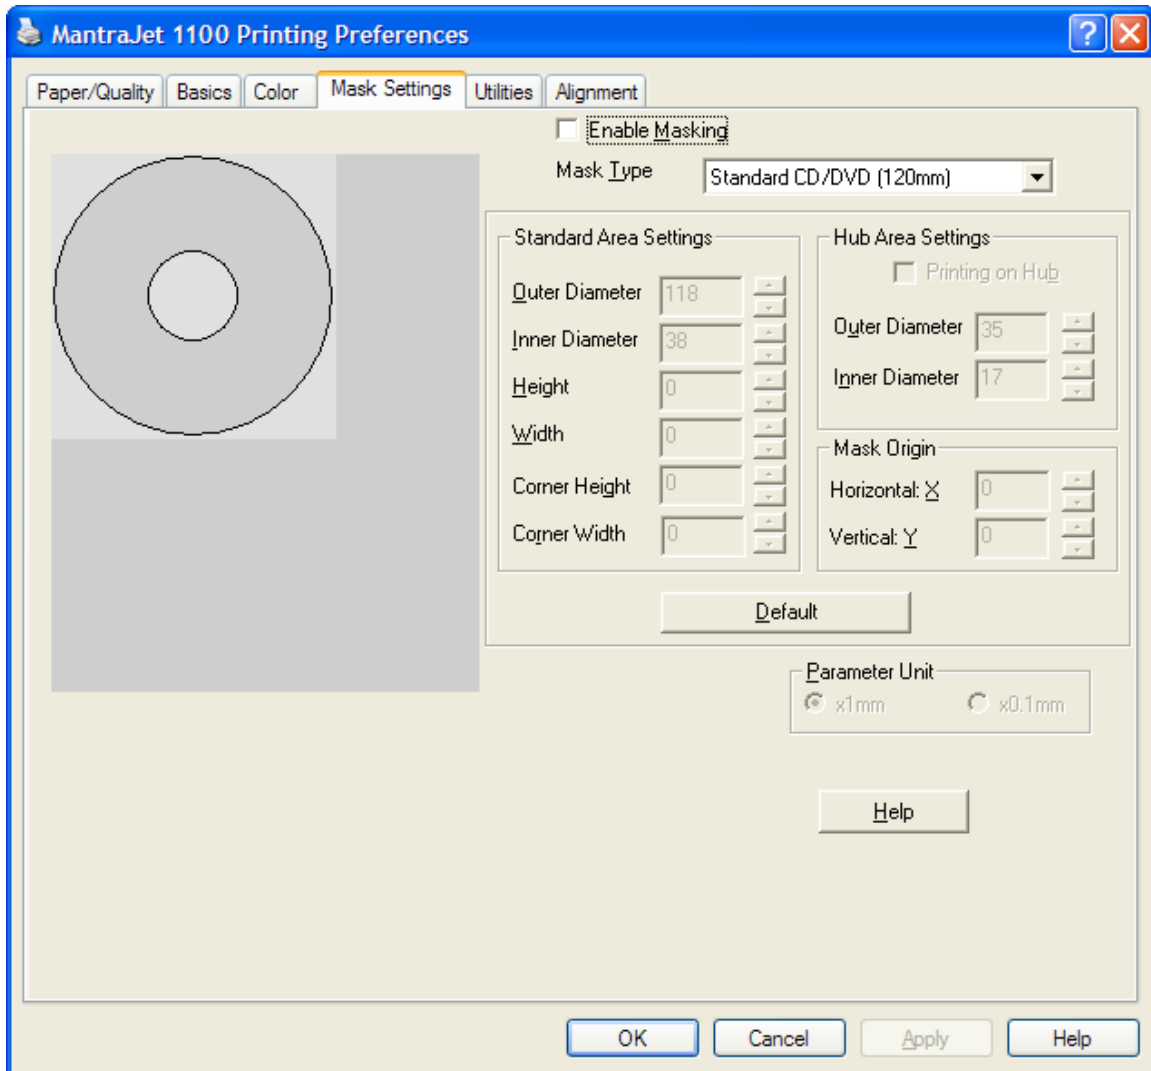 MantraJet 1100 Printing Preferences
Paper/Quality Basics Color Mask Settings Utilities Alignment
Enable Masking
Mask Type Standard CD/DVD (120mm)
Standard Area Settings
Outer Diameter 118
Inner Diameter 38
Height 0
Width 0
Corner Height 0
Corner Width 0
Hub Area Settings
Printing on Hub
Outer Diameter 35
Inner Diameter 17
Mask Origin
Horizontal: X 0
Vertical: Y 0
Default
Parameter Unit
x1mm x0.1mm
Help
OK Cancel Apply Help